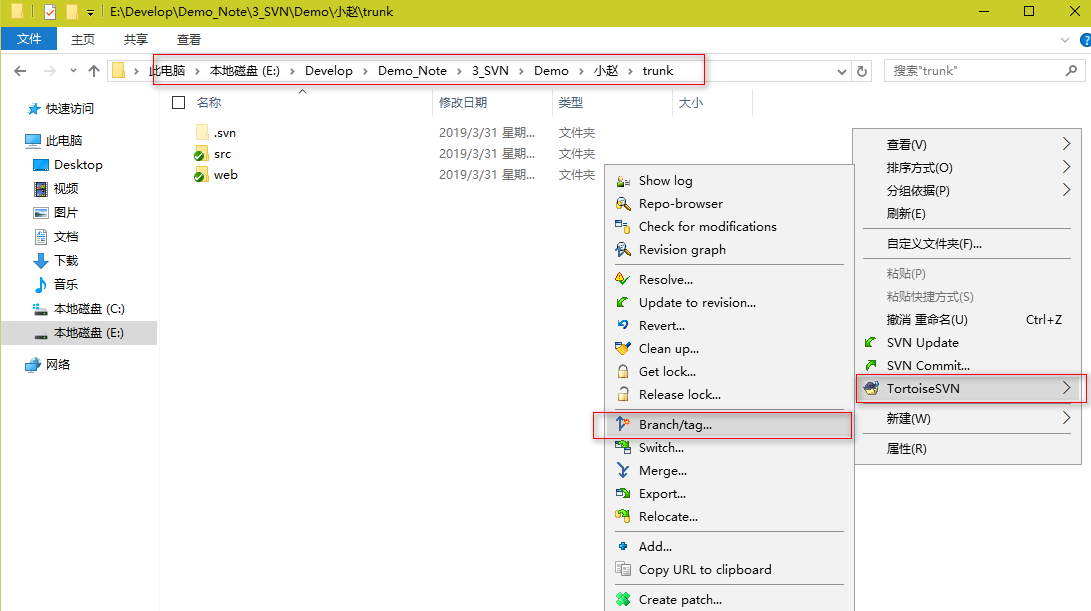 E:\Develop\Demo_Note\3_SVN\Demo\小赵\trunk
文件 主页 共享 查看
此电脑 本地磁盘 (E:) Develop Demo_Note 3_SVN Demo 小赵 trunk 搜索"trunk"
名称 修改日期 类型 大小
快速访问
此电脑
Desktop
视频
图片
文档
下载
音乐
本地磁盘 (C:)
本地磁盘 (E:)
网络
.svn 2019/3/31 星期... 文件夹
src 2019/3/31 星期... 文件夹
web 2019/3/31 星期... 文件夹
Show log
Repo-browser
Check for modifications
Revision graph
Resolve...
Update to revision...
Revert...
Clean up...
Get lock...
Release lock...
Branch/tag...
Switch...
Merge...
Export...
Relocate...
Add...
Copy URL to clipboard
Create patch...
查看(V)
排序方式(O)
分组依据(P)
刷新(E)
自定义文件夹(F)...
粘贴(P)
粘贴快捷方式(S)
撤消 重命名(U) Ctrl+Z
SVN Update
SVN Commit...
TortoiseSVN
新建(W)
属性(R)